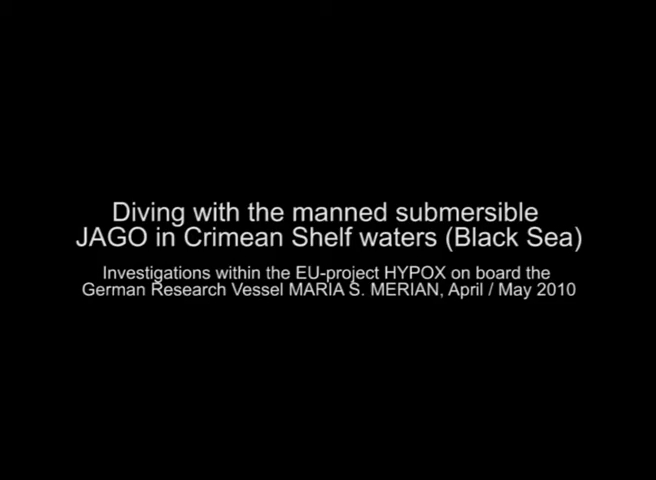 Diving with the manned submersible
JAGO in Crimean Shelf waters (Black Sea)
Investigations within the EU-project HYPOX on board the
German Research Vessel MARIA S. MERIAN, April / May 2010